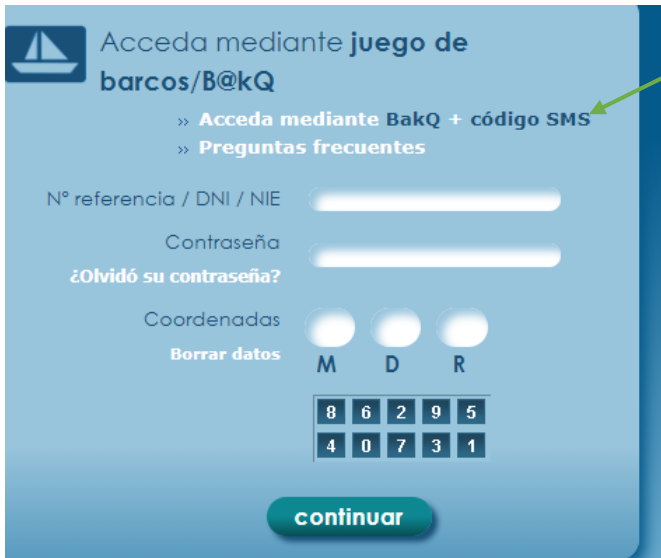 Acceda mediante juego de
barcos/B@kQ
» Acceda mediante BakQ + código SMS
» Preguntas frecuentes
Nº referencia / DNI / NIE
Contraseña
¿Olvidó su contraseña?
Coordenadas
Borrar datos
M D R
8 6 2 9 5
4 0 7 3 1
continuar